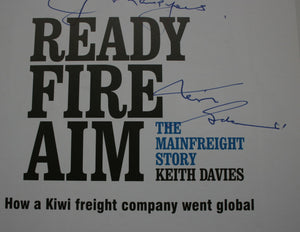 READY
FIRE
AIM
THE
MAINFREIGHT
STORY
KEITH DAVIES
How a Kiwi freight company went global